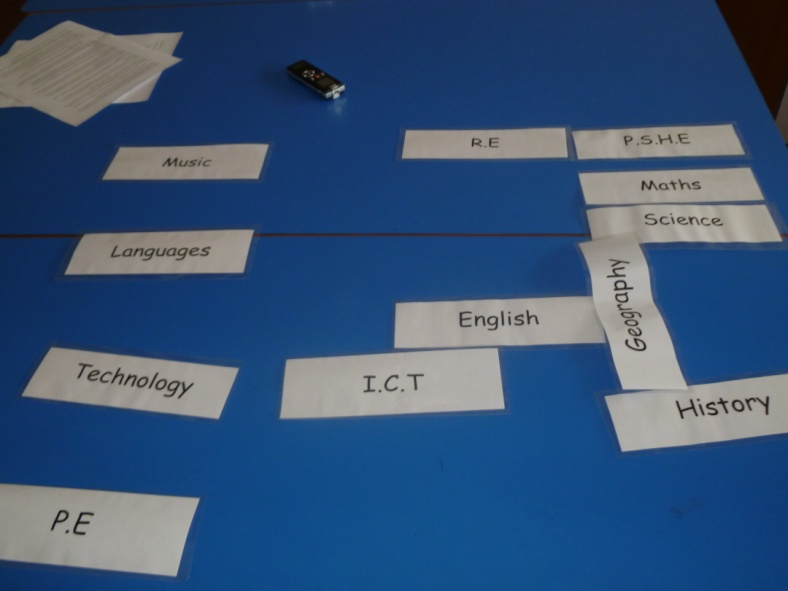 R.E
P.S.H.E
Music
Maths
Science
Languages
Geography
English
Technology
I.C.T
History
P.E